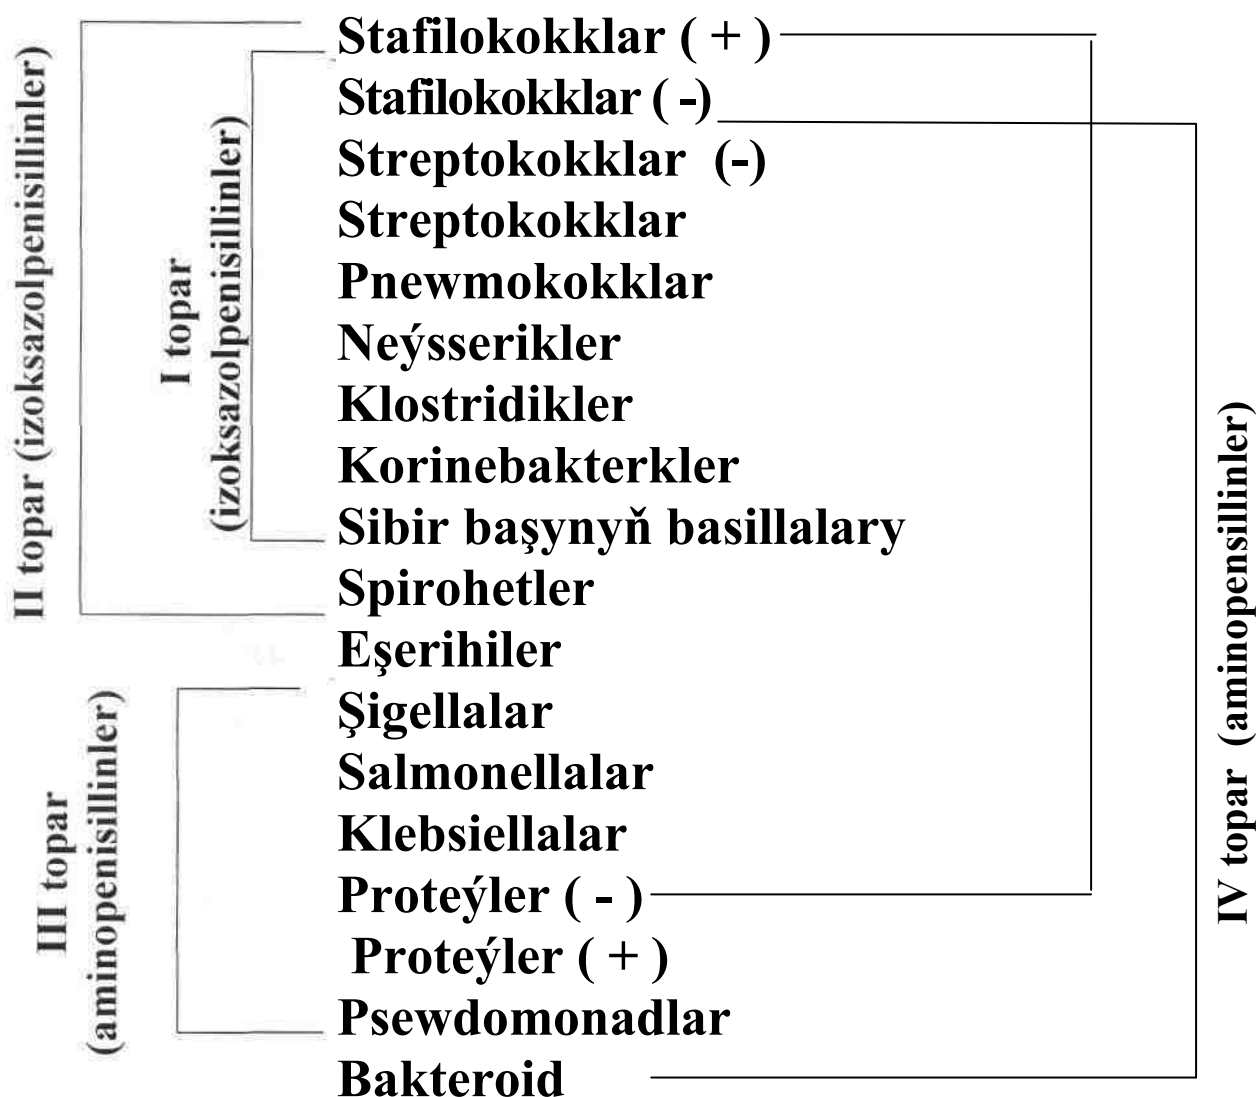 II topar (izoksazolpenisillinler)
I topar
(izoksazolpenisillinler)
III topar
(aminopenisillinler)
Stafilokokklar ( + )
Stafilokokklar ( -)
Streptokokklar (-)
Streptokokklar
Pnewmokokklar
Neýsserikler
Klostridikler
Korinebakterkler
Sibir başynyň basillalary
Spirohetler
Eşerihiler
Şigellalar
Salmonellalar
Klebsiellalar
Proteýler ( - )
Proteýler ( + )
Psewdomonadlar
Bakteroid
IV topar (aminopensillinler)